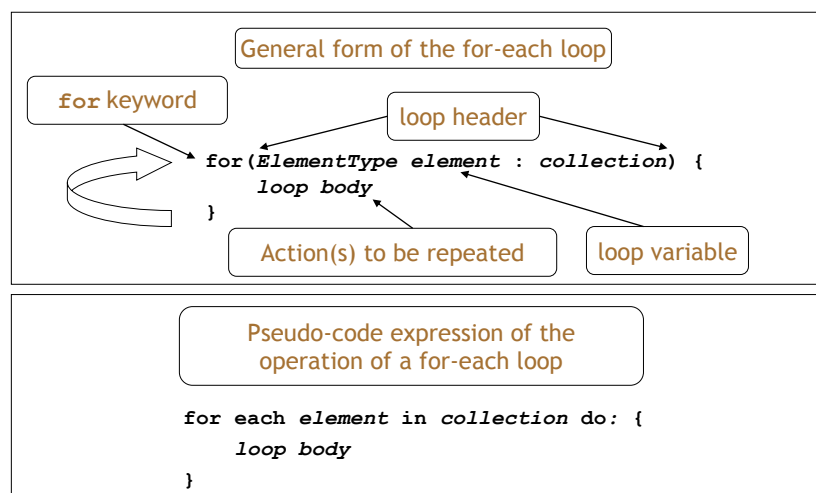 General form of the for-each loop
for keyword
loop header
for(ElementType element : collection) {
loop body
}
Action(s) to be repeated
loop variable
Pseudo-code expression of the
operation of a for-each loop
for each element in collection do: {
loop body
}